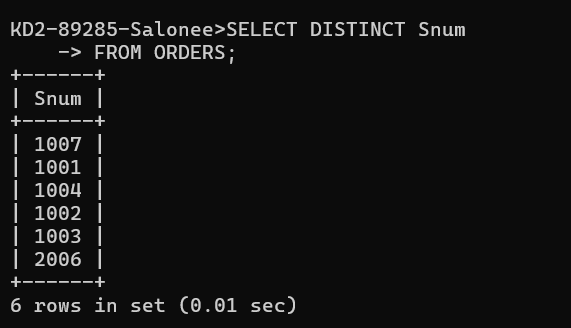 KD2-89285-Salonee>SELECT DISTINCT Snum
    -> FROM ORDERS;
+------+
| Snum |
+------+
| 1007 |
| 1001 |
| 1004 |
| 1002 |
| 1003 |
| 2006 |
+------+
6 rows in set (0.01 sec)